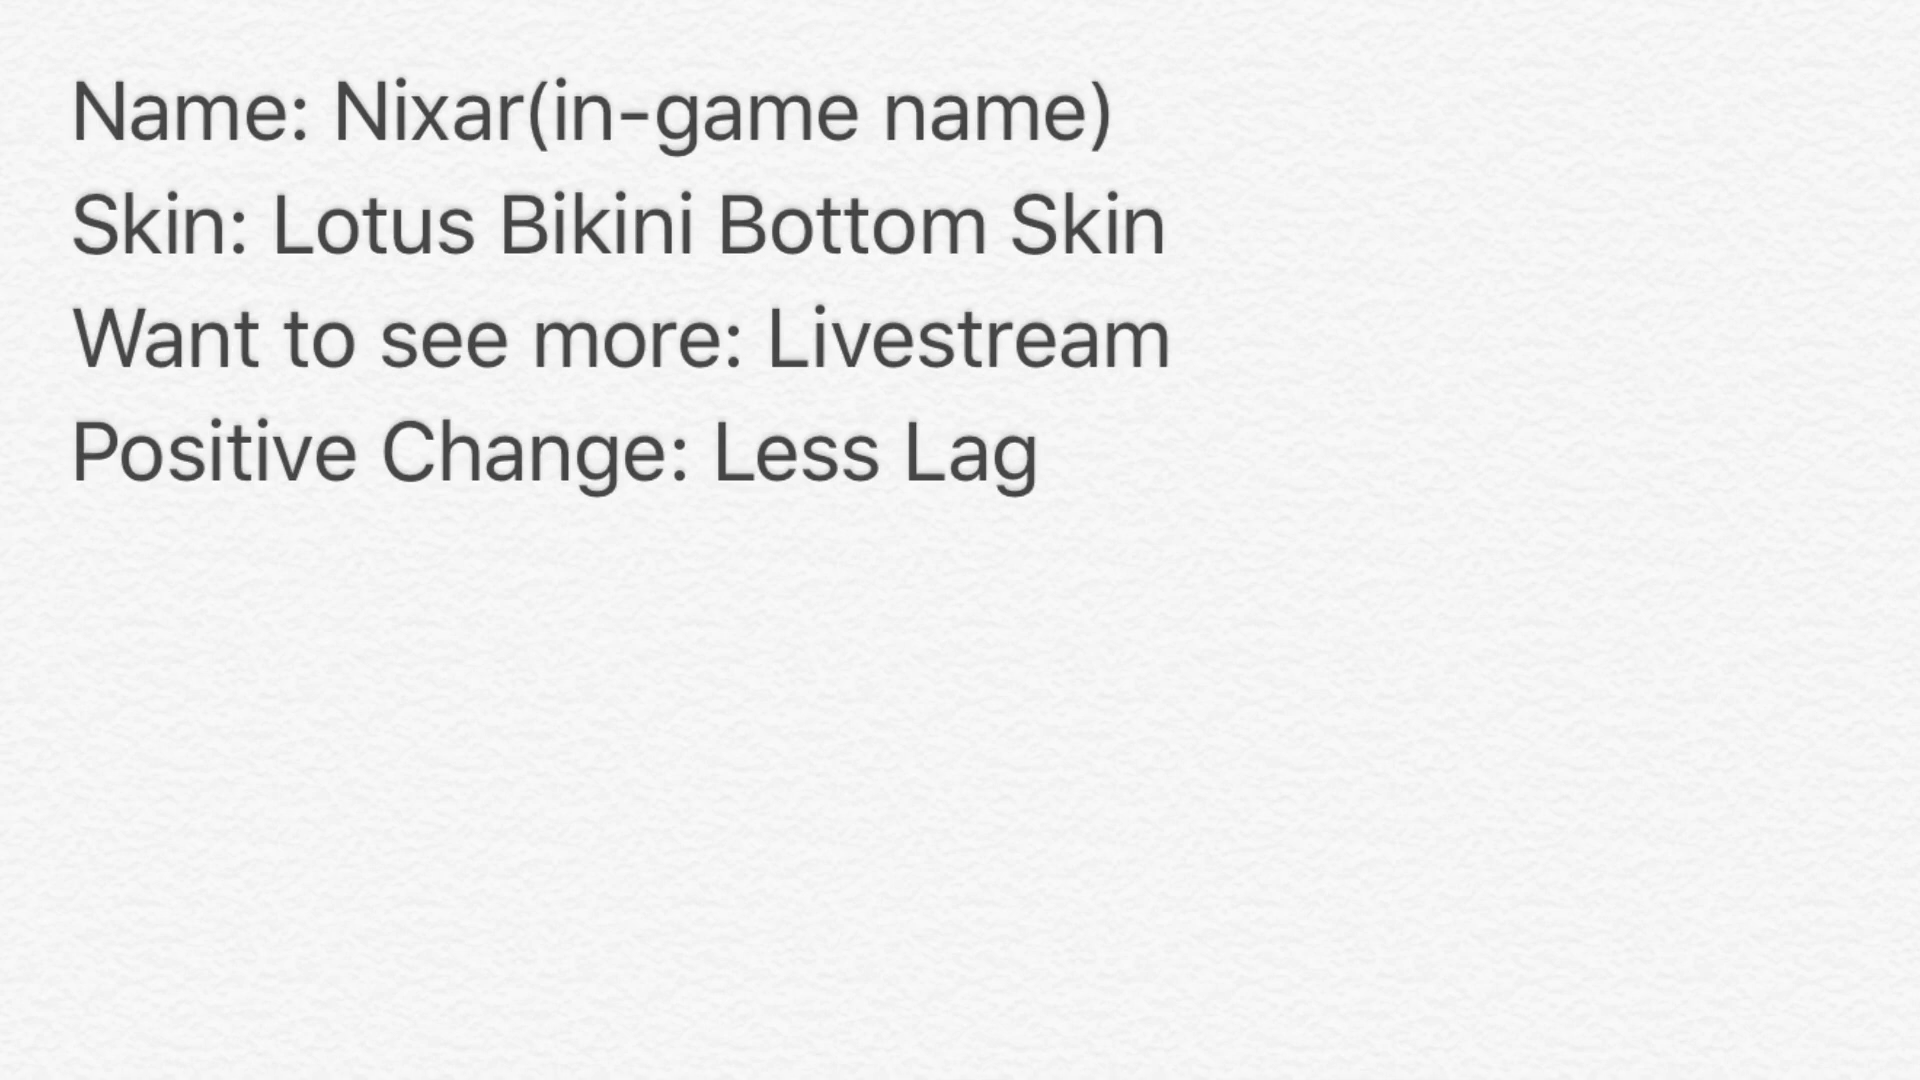 Name: Nixar(in-game name)
Skin: Lotus Bikini Bottom Skin
Want to see more: Livestream
Positive Change: Less Lag